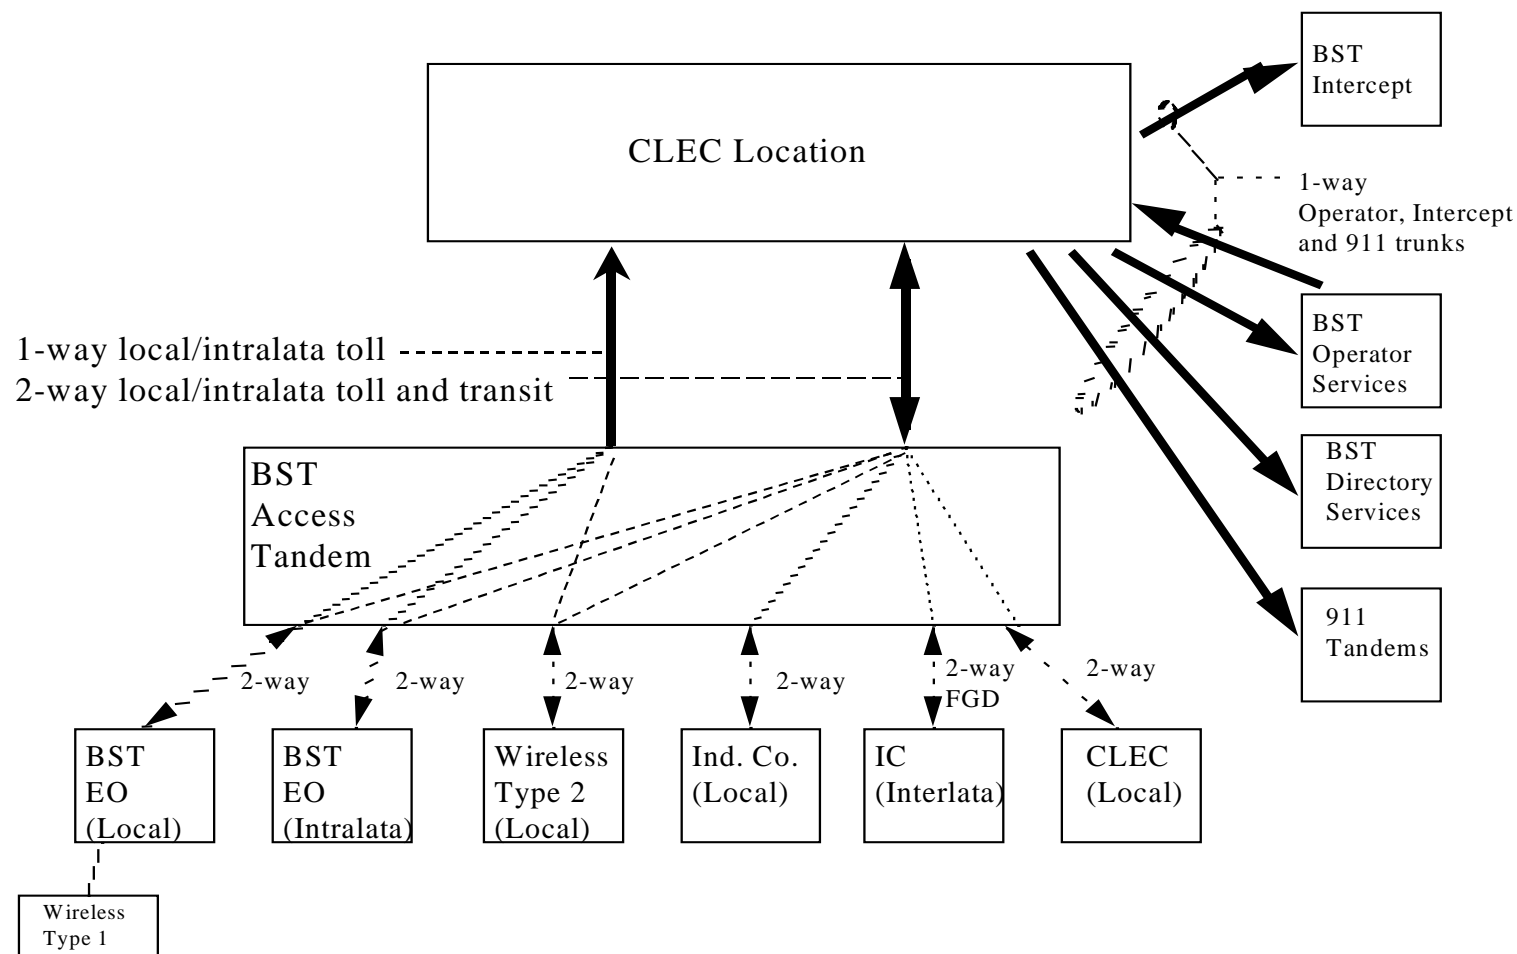 BST
Intercept
CLEC Location
1-way
Operator, Intercept
and 911 trunks
BST
Operator
Services
1-way local/intralata toll
2-way local/intralata toll and transit
BST
Directory
Services
BST
Access
Tandem
911
Tandems
2-way
2-way
2-way
2-way
2-way
FGD
2-way
BST
EO
(Local)
BST
EO
(Intralata)
Wireless
Type 2
(Local)
Ind. Co.
(Local)
IC
(Interlata)
CLEC
(Local)
Wireless
Type 1